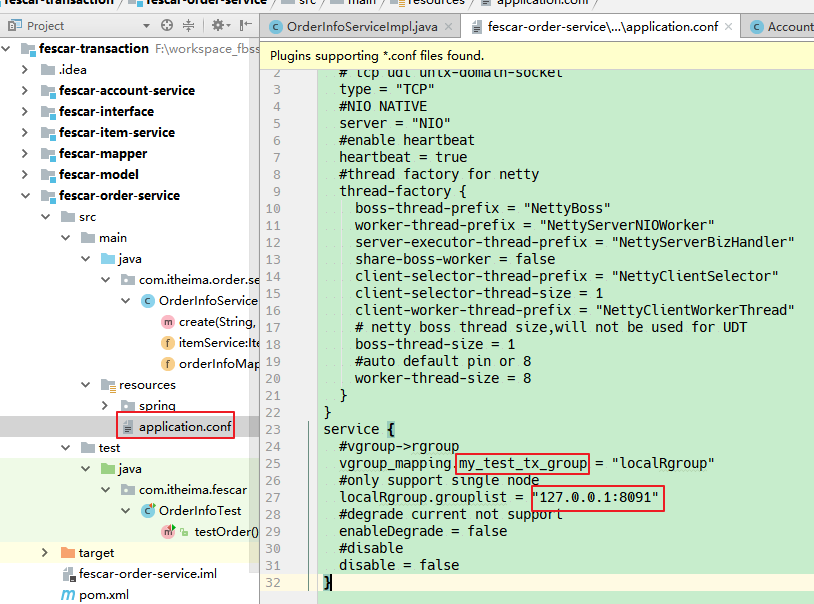 fescar-transaction
fescar-order-service
src
main
resources
application.conf
Project
OrderInfoServiceImpl.java
fescar-order-service\...\application.conf
Account
fescar-transaction F:\workspace_fbss
.idea
fescar-account-service
fescar-interface
fescar-item-service
fescar-mapper
fescar-model
fescar-order-service
src
main
java
com.itheima.order.se
OrderInfoService
create(String,
itemService:Ite
orderInfoMap
resources
spring
application.conf
test
java
com.itheima.fescar
OrderInfoTest
testOrder()
target
fescar-order-service.iml
pom.xml
Plugins supporting *.conf files found.
2 # tcp udt unix-domain-socket
3 type = "TCP"
4 #NIO NATIVE
5 server = "NIO"
6 #enable heartbeat
7 heartbeat = true
8 #thread factory for netty
9 thread-factory {
10 boss-thread-prefix = "NettyBoss"
11 worker-thread-prefix = "NettyServerNIOWorker"
12 server-executor-thread-prefix = "NettyServerBizHandler"
13 share-boss-worker = false
14 client-selector-thread-prefix = "NettyClientSelector"
15 client-selector-thread-size = 1
16 client-worker-thread-prefix = "NettyClientWorkerThread"
17 # netty boss thread size,will not be used for UDT
18 boss-thread-size = 1
19 #auto default pin or 8
20 worker-thread-size = 8
21 }
22 }
23 service {
24 #vgroup->rgroup
25 vgroup_mapping.my_test_tx_group = "localRgroup"
26 #only support single node
27 localRgroup.grouplist = "127.0.0.1:8091"
28 #degrade current not support
29 enableDegrade = false
30 #disable
31 disable = false
32 }